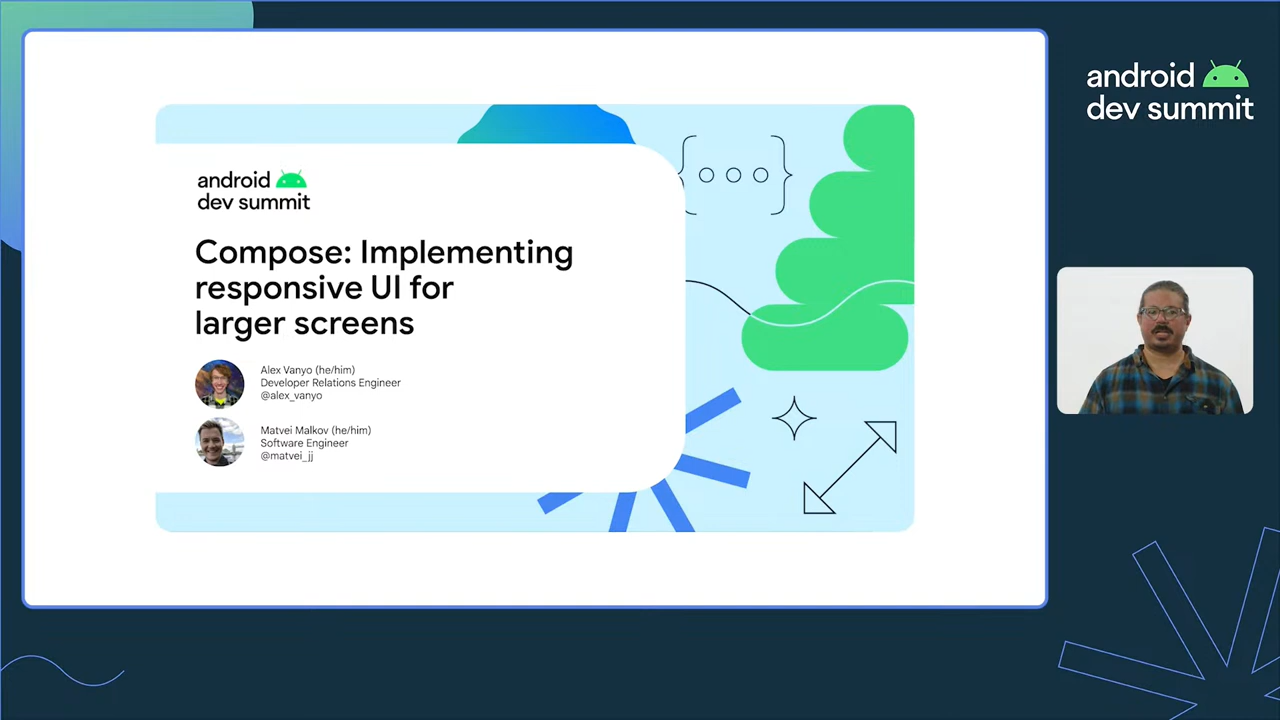 android
dev summit
Compose: Implementing
responsive UI for
larger screens
Alex Vanyo (he/him)
Developer Relations Engineer
@alex_vanyo
Matvei Malkov (he/him)
Software Engineer
@matvei_jj
android
dev summit